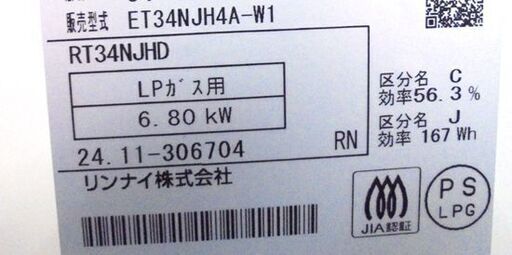 販売型式 ET34NJH4A-W1
RT34NJHD
LPガス用
6.80 kW
区分名 C
効率56.3%
区分名 J
効率 167 Wh
24.11-306704 RN
リンナイ株式会社
JIA認証
PS
LPG